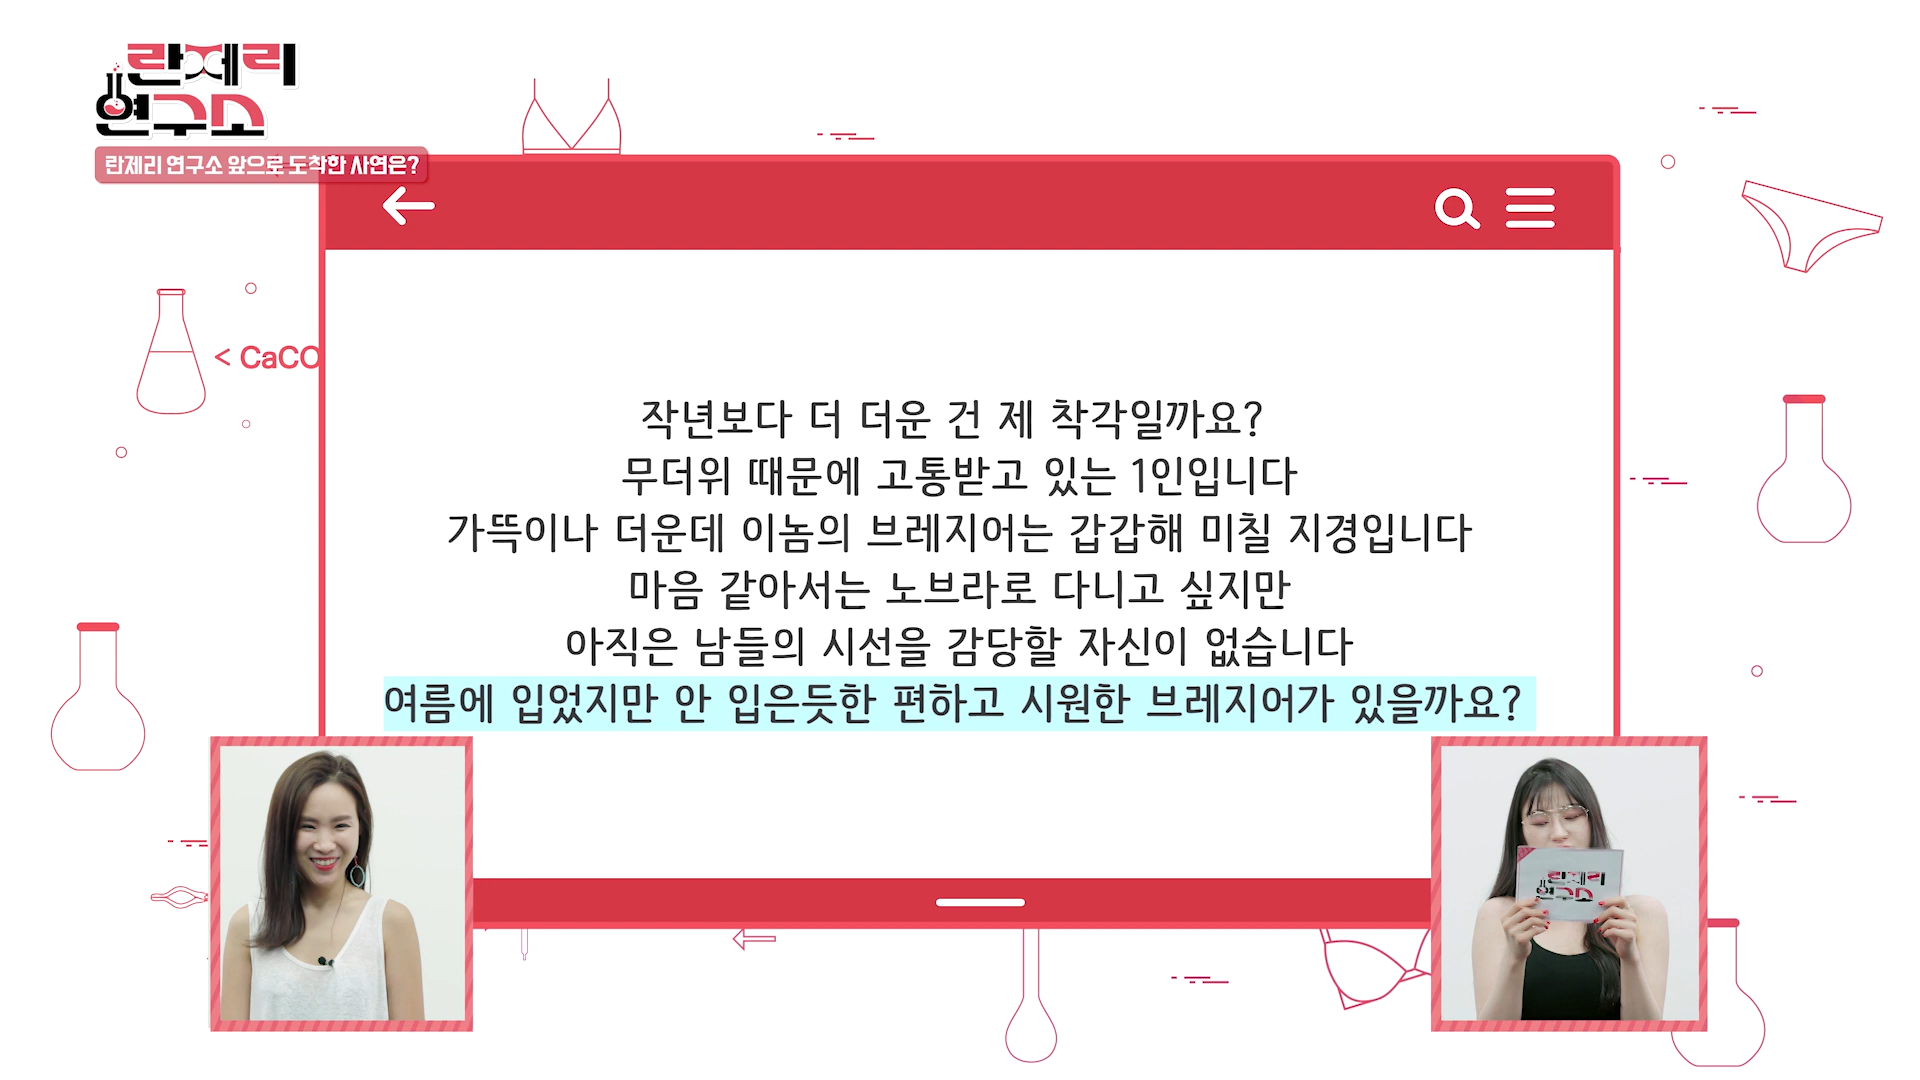 란제리
연구소
란제리 연구소 앞으로 도착한 사연은?
< CaCO
작년보다 더 더운 건 제 착각일까요?
무더위 때문에 고통받고 있는 1인입니다
가뜩이나 더운데 이놈의 브레지어는 갑갑해 미칠 지경입니다
마음 같아서는 노브라로 다니고 싶지만
아직은 남들의 시선을 감당할 자신이 없습니다
여름에 입었지만 안 입은듯한 편하고 시원한 브레지어가 있을까요?
란제리
연구소